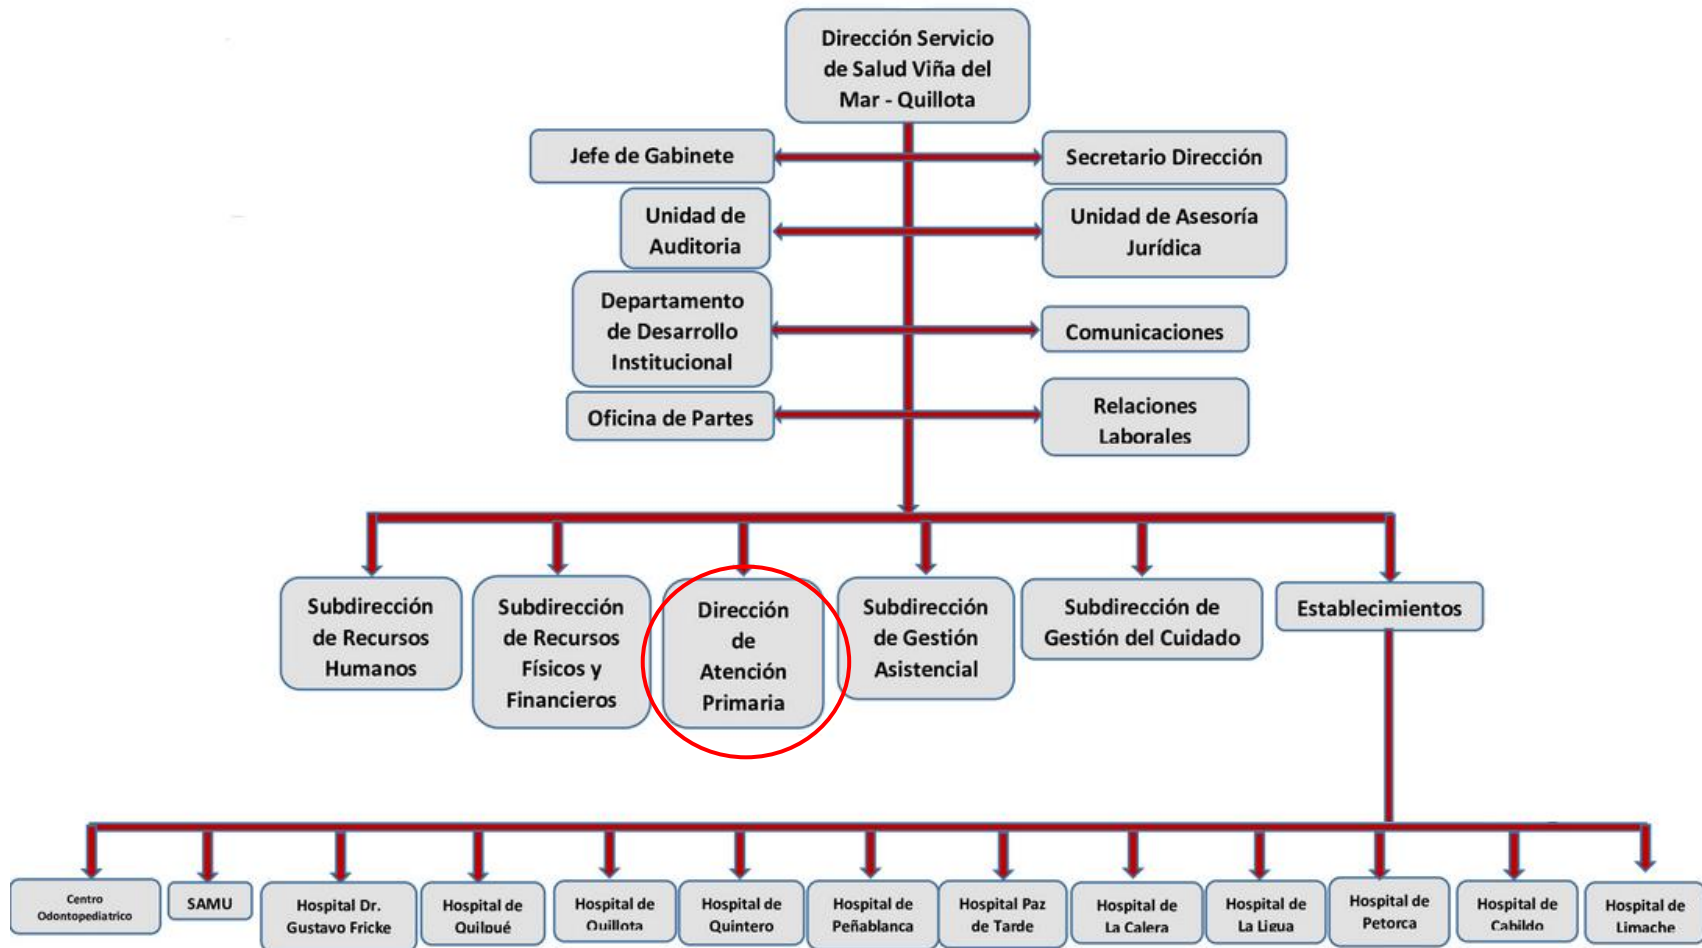 Dirección Servicio
de Salud Viña del
Mar - Quillota
Jefe de Gabinete
Secretario Dirección
Unidad de
Auditoria
Unidad de Asesoría
Jurídica
Departamento
de Desarrollo
Institucional
Comunicaciones
Oficina de Partes
Relaciones
Laborales
Subdirección
de Recursos
Humanos
Subdirección
de Recursos
Físicos y
Financieros
Dirección
de
Atención
Primaria
Subdirección
de Gestión
Asistencial
Subdirección de
Gestión del Cuidado
Establecimientos
Centro
Odontopediatrico
SAMU
Hospital Dr.
Gustavo Fricke
Hospital de
Quilpué
Hospital de
Quillota
Hospital de
Quintero
Hospital de
Peñablanca
Hospital Paz
de Tarde
Hospital de
La Calera
Hospital de
La Ligua
Hospital de
Petorca
Hospital de
Cabildo
Hospital de
Limache